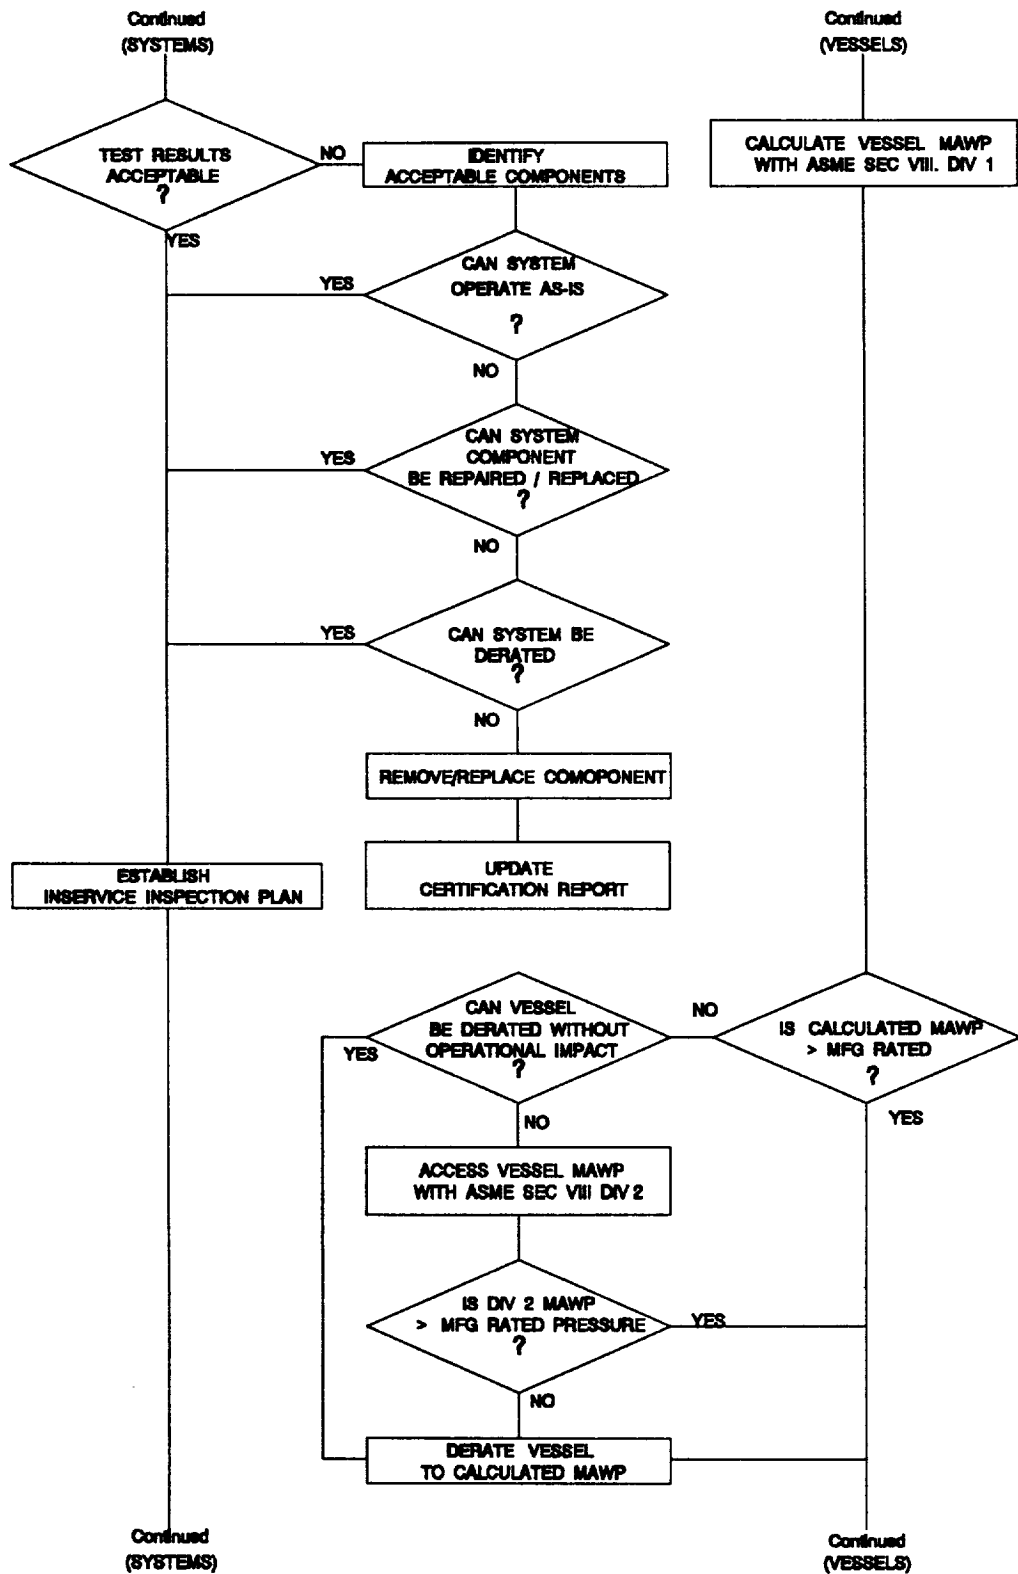 Continued
(SYSTEMS)
Continued
(VESSELS)
TEST RESULTS
ACCEPTABLE
?
NO
YES
IDENTIFY
ACCEPTABLE COMPONENTS
CALCULATE VESSEL MAWP
WITH ASME SEC VIII. DIV 1
CAN SYSTEM
OPERATE AS-IS
?
YES
NO
CAN SYSTEM
COMPONENT
BE REPAIRED / REPLACED
?
YES
NO
CAN SYSTEM BE
DERATED
?
YES
NO
REMOVE/REPLACE COMOPONENT
UPDATE
CERTIFICATION REPORT
ESTABLISH
INSERVICE INSPECTION PLAN
IS CALCULATED MAWP
> MFG RATED
?
NO
YES
CAN VESSEL
BE DERATED WITHOUT
OPERATIONAL IMPACT
?
YES
NO
ACCESS VESSEL MAWP
WITH ASME SEC VIII DIV 2
IS DIV 2 MAWP
> MFG RATED PRESSURE
?
YES
NO
DERATE VESSEL
TO CALCULATED MAWP
Continued
(SYSTEMS)
Continued
(VESSELS)